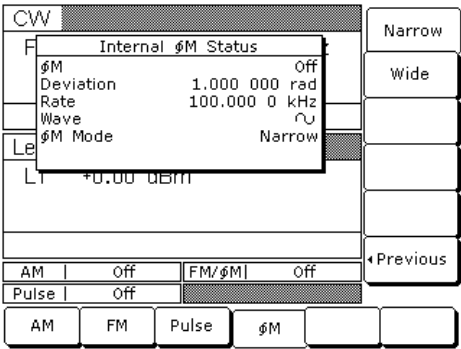 CW
F z
Internal ϕM Status
ϕM Off
Deviation 1.000 000 rad
Rate 100.000 0 kHz
Wave
ϕM Mode Narrow
Le
L1 +0.00 dBm
AM | Off FM/ϕM| Off
Pulse | Off
Narrow
Wide
Previous
AM FM Pulse ϕM